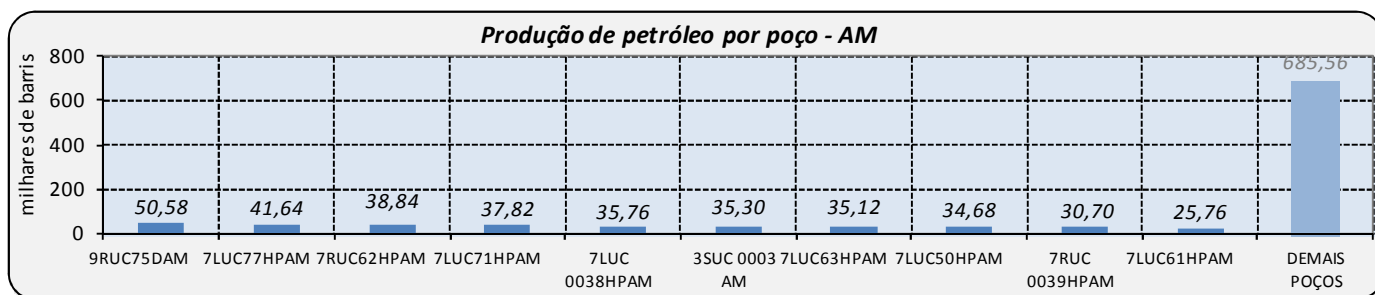 Produção de petróleo por poço - AM
milhares de barris
800
600
400
200
0
50,58
41,64
38,84
37,82
35,76
35,30
35,12
34,68
30,70
25,76
685,56
9RUC75DAM
7LUC77HPAM
7RUC62HPAM
7LUC71HPAM
7LUC
0038HPAM
3SUC 0003
AM
7LUC63HPAM
7LUC50HPAM
7RUC
0039HPAM
7LUC61HPAM
DEMAIS
POÇOS